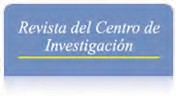 Revista del Centro de
Investigación